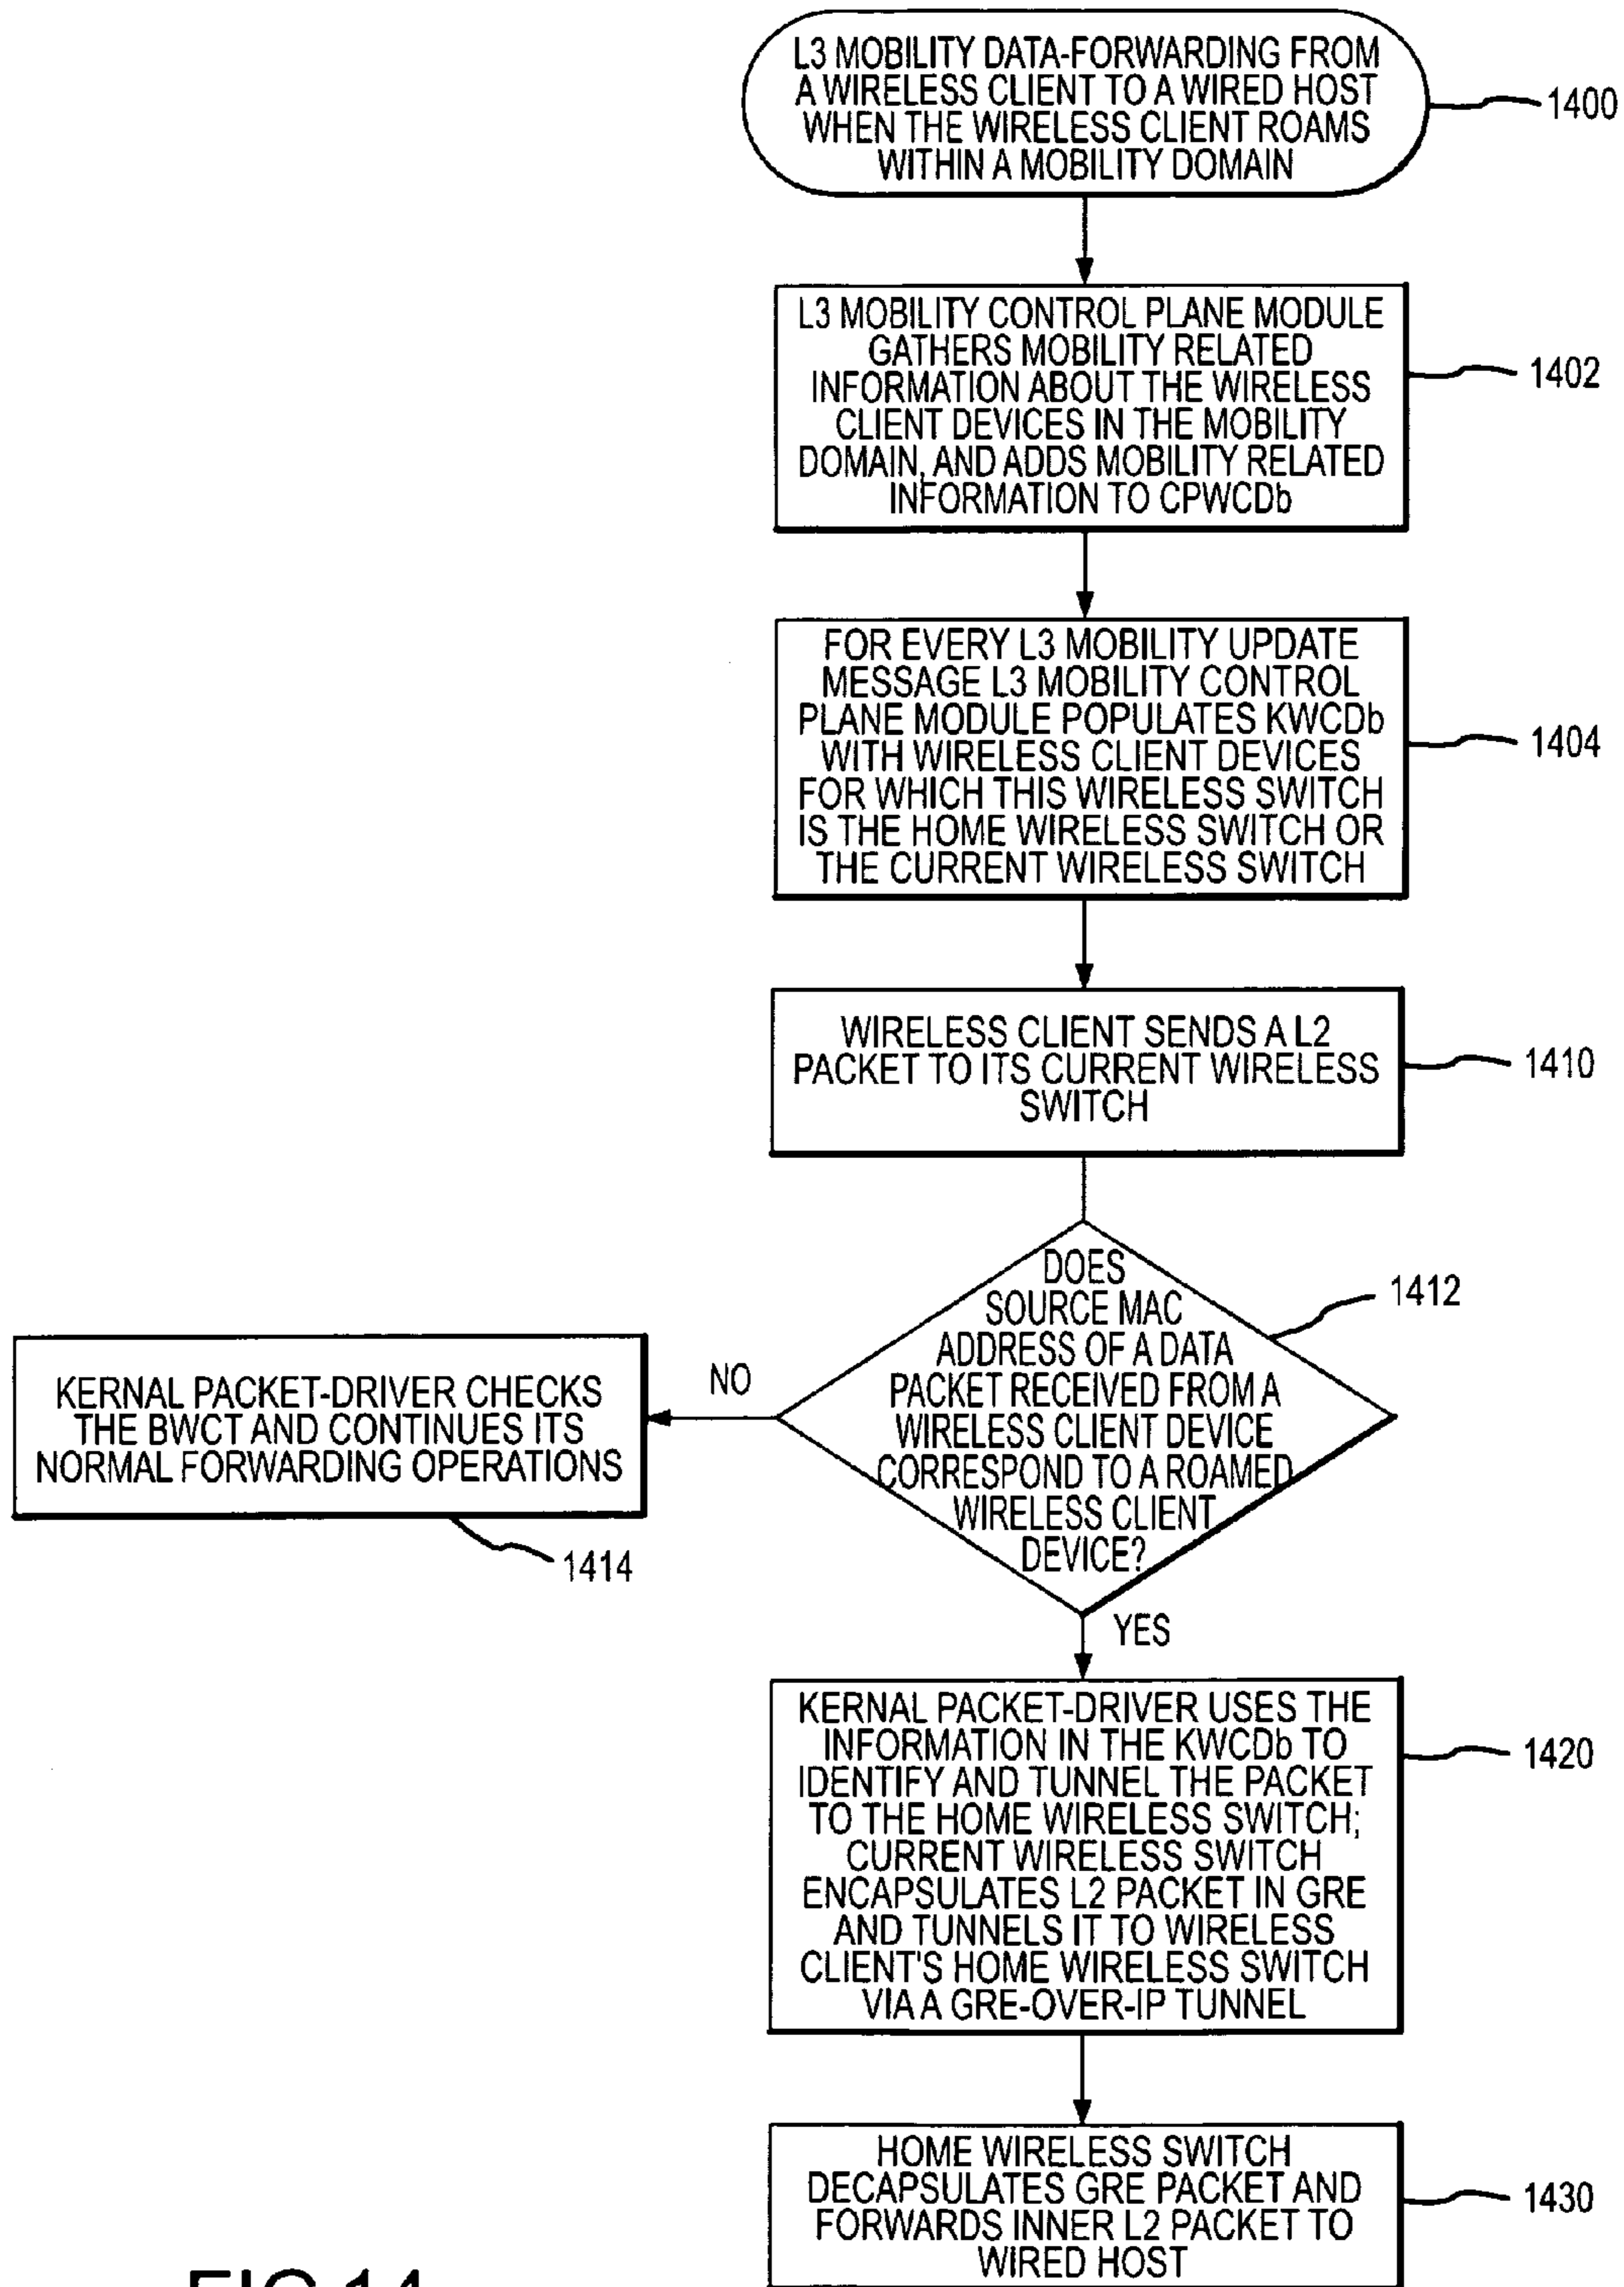 L3 MOBILITY DATA-FORWARDING FROM
A WIRELESS CLIENT TO A WIRED HOST
WHEN THE WIRELESS CLIENT ROAMS
WITHIN A MOBILITY DOMAIN
1400
L3 MOBILITY CONTROL PLANE MODULE
GATHERS MOBILITY RELATED
INFORMATION ABOUT THE WIRELESS
CLIENT DEVICES IN THE MOBILITY
DOMAIN, AND ADDS MOBILITY RELATED
INFORMATION TO CPWCDb
1402
FOR EVERY L3 MOBILITY UPDATE
MESSAGE L3 MOBILITY CONTROL
PLANE MODULE POPULATES KWCDb
WITH WIRELESS CLIENT DEVICES
FOR WHICH THIS WIRELESS SWITCH
IS THE HOME WIRELESS SWITCH OR
THE CURRENT WIRELESS SWITCH
1404
WIRELESS CLIENT SENDS A L2
PACKET TO ITS CURRENT WIRELESS
SWITCH
1410
DOES
SOURCE MAC
ADDRESS OF A DATA
PACKET RECEIVED FROM A
WIRELESS CLIENT DEVICE
CORRESPOND TO A ROAMED
WIRELESS CLIENT
DEVICE?
1412
NO
KERNAL PACKET-DRIVER CHECKS
THE BWCT AND CONTINUES ITS
NORMAL FORWARDING OPERATIONS
1414
YES
KERNAL PACKET-DRIVER USES THE
INFORMATION IN THE KWCDb TO
IDENTIFY AND TUNNEL THE PACKET
TO THE HOME WIRELESS SWITCH;
CURRENT WIRELESS SWITCH
ENCAPSULATES L2 PACKET IN GRE
AND TUNNELS IT TO WIRELESS
CLIENT'S HOME WIRELESS SWITCH
VIA A GRE-OVER-IP TUNNEL
1420
HOME WIRELESS SWITCH
DECAPSULATES GRE PACKET AND
FORWARDS INNER L2 PACKET TO
WIRED HOST
1430
FIG.14